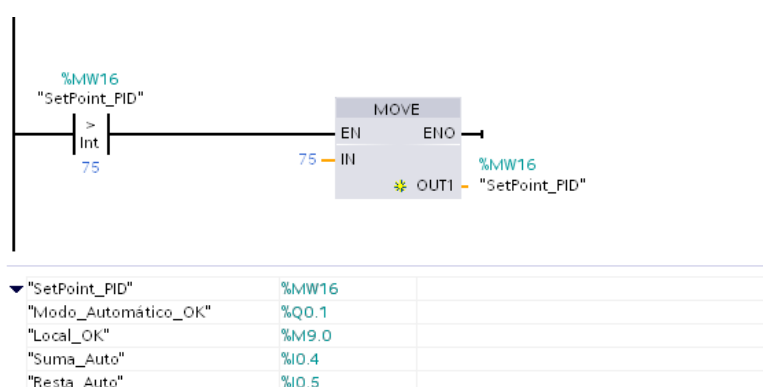 %MW16
"SetPoint_PID"
>
Int
75
MOVE
EN ENO
75 IN
%MW16
OUT1 "SetPoint_PID"
"SetPoint_PID" %MW16
"Modo_Automático_OK" %Q0.1
"Local_OK" %M9.0
"Suma_Auto" %I0.4
"Resta_Auto" %I0.5